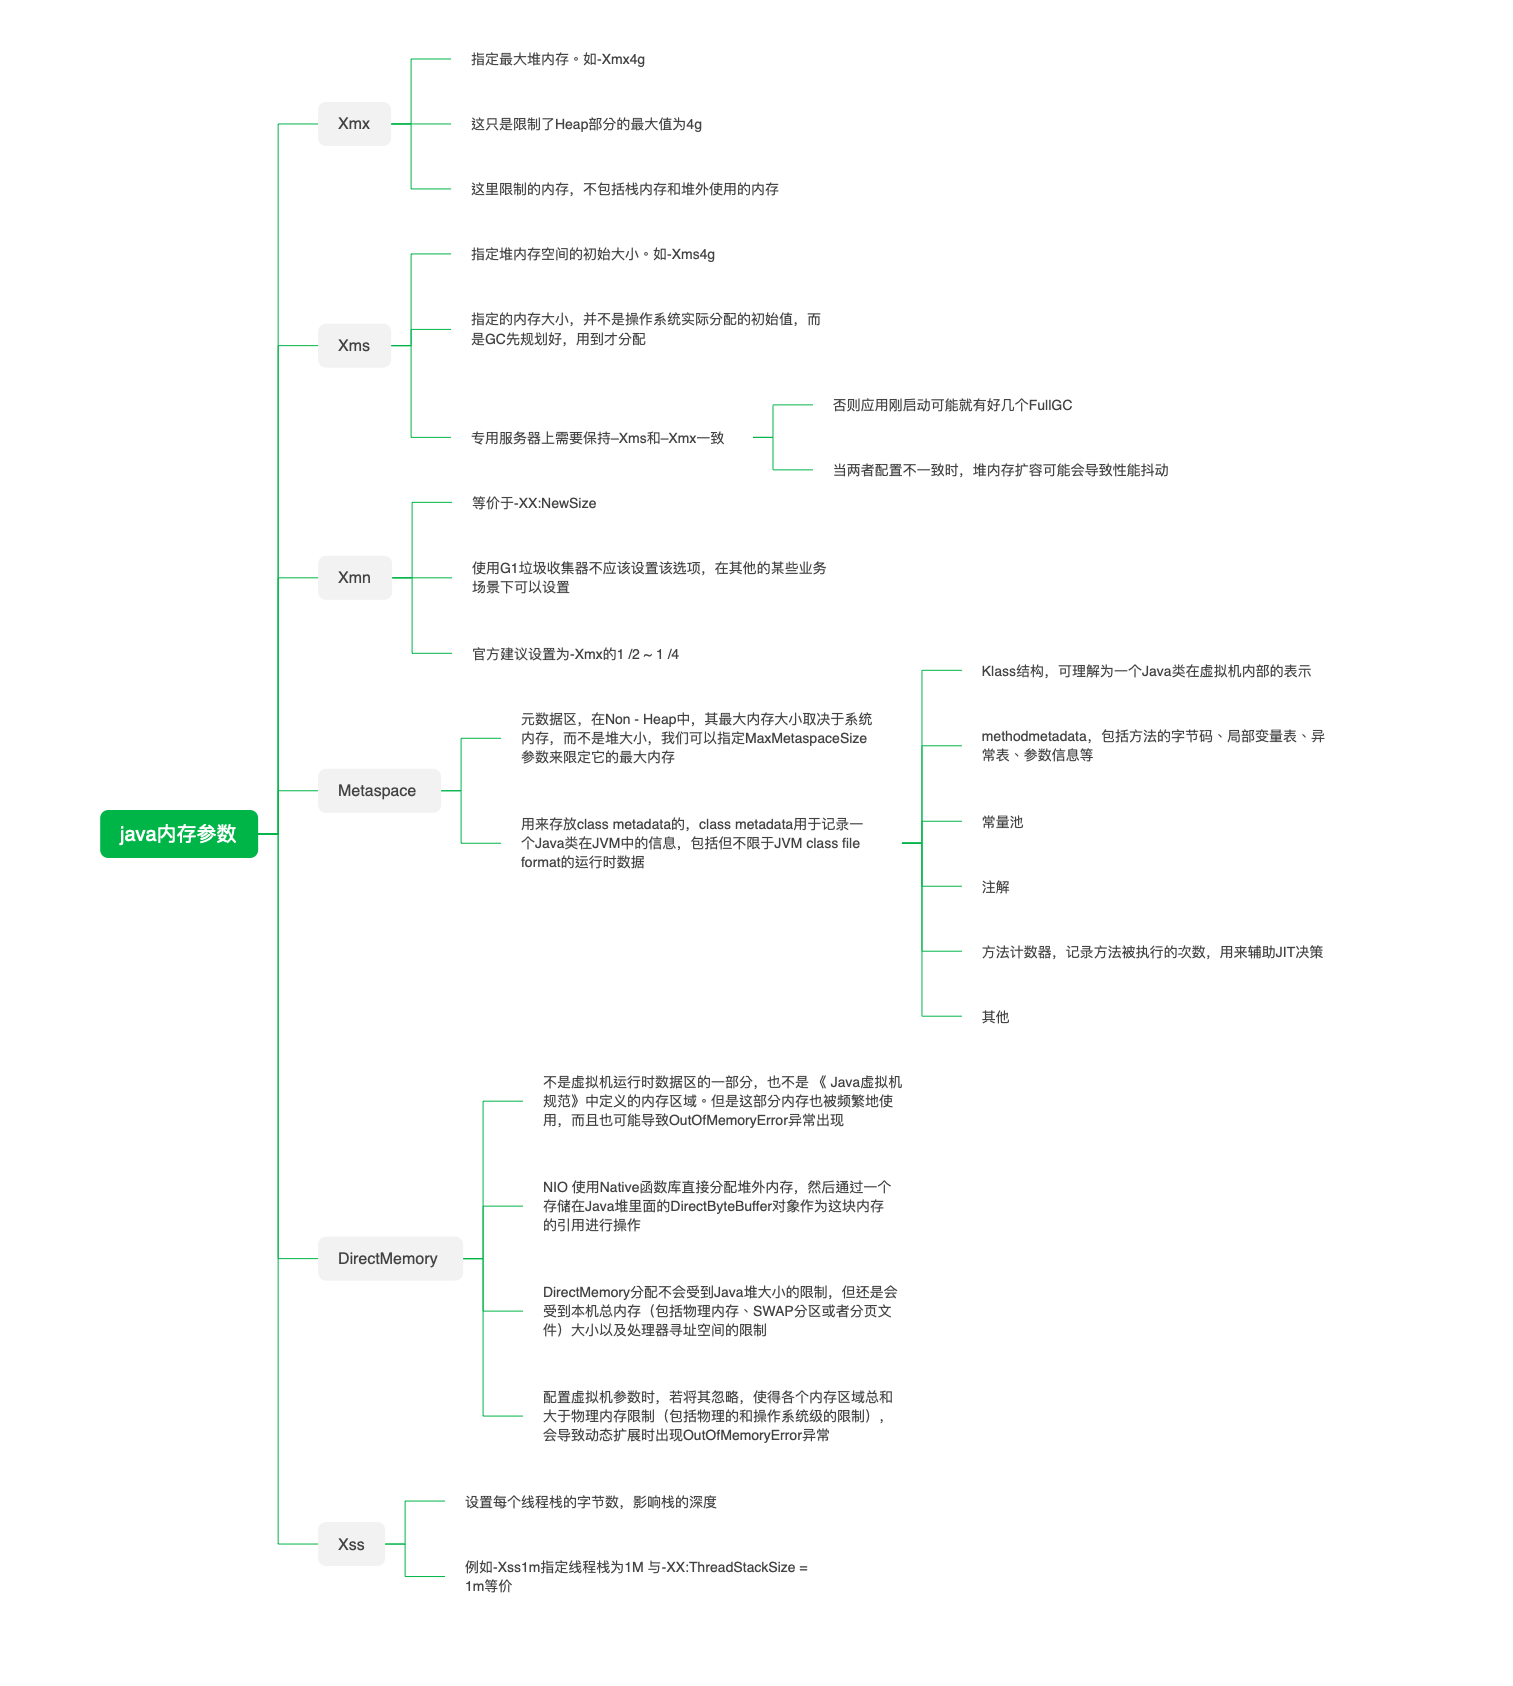 java内存参数
Xmx
指定最大堆内存。如-Xmx4g
这只是限制了Heap部分的最大值为4g
这里限制的内存，不包括栈内存和堆外使用的内存
Xms
指定堆内存空间的初始大小。如-Xms4g
指定的内存大小，并不是操作系统实际分配的初始值，而
是GC先规划好，用到才分配
专用服务器上需要保持–Xms和–Xmx一致
否则应用刚启动可能就有好几个FullGC
当两者配置不一致时，堆内存扩容可能会导致性能抖动
Xmn
等价于-XX:NewSize
使用G1垃圾收集器不应该设置该选项，在其他的某些业务
场景下可以设置
官方建议设置为-Xmx的1 /2 ~ 1 /4
Metaspace
元数据区，在Non - Heap中，其最大内存大小取决于系统
内存，而不是堆大小，我们可以指定MaxMetaspaceSize
参数来限定它的最大内存
用来存放class metadata的，class metadata用于记录一
个Java类在JVM中的信息，包括但不限于JVM class file
format的运行时数据
Klass结构，可理解为一个Java类在虚拟机内部的表示
methodmetadata，包括方法的字节码、局部变量表、异
常表、参数信息等
常量池
注解
方法计数器，记录方法被执行的次数，用来辅助JIT决策
其他
DirectMemory
不是虚拟机运行时数据区的一部分，也不是 《 Java虚拟机
规范》中定义的内存区域。但是这部分内存也被频繁地使
用，而且也可能导致OutOfMemoryError异常出现
NIO 使用Native函数库直接分配堆外内存，然后通过一个
存储在Java堆里面的DirectByteBuffer对象作为这块内存
的引用进行操作
DirectMemory分配不会受到Java堆大小的限制，但还是会
受到本机总内存（包括物理内存、SWAP分区或者分页文
件）大小以及处理器寻址空间的限制
配置虚拟机参数时，若将其忽略，使得各个内存区域总和
大于物理内存限制（包括物理的和操作系统级的限制），
会导致动态扩展时出现OutOfMemoryError异常
Xss
设置每个线程栈的字节数，影响栈的深度
例如-Xss1m指定线程栈为1M 与-XX:ThreadStackSize =
1m等价